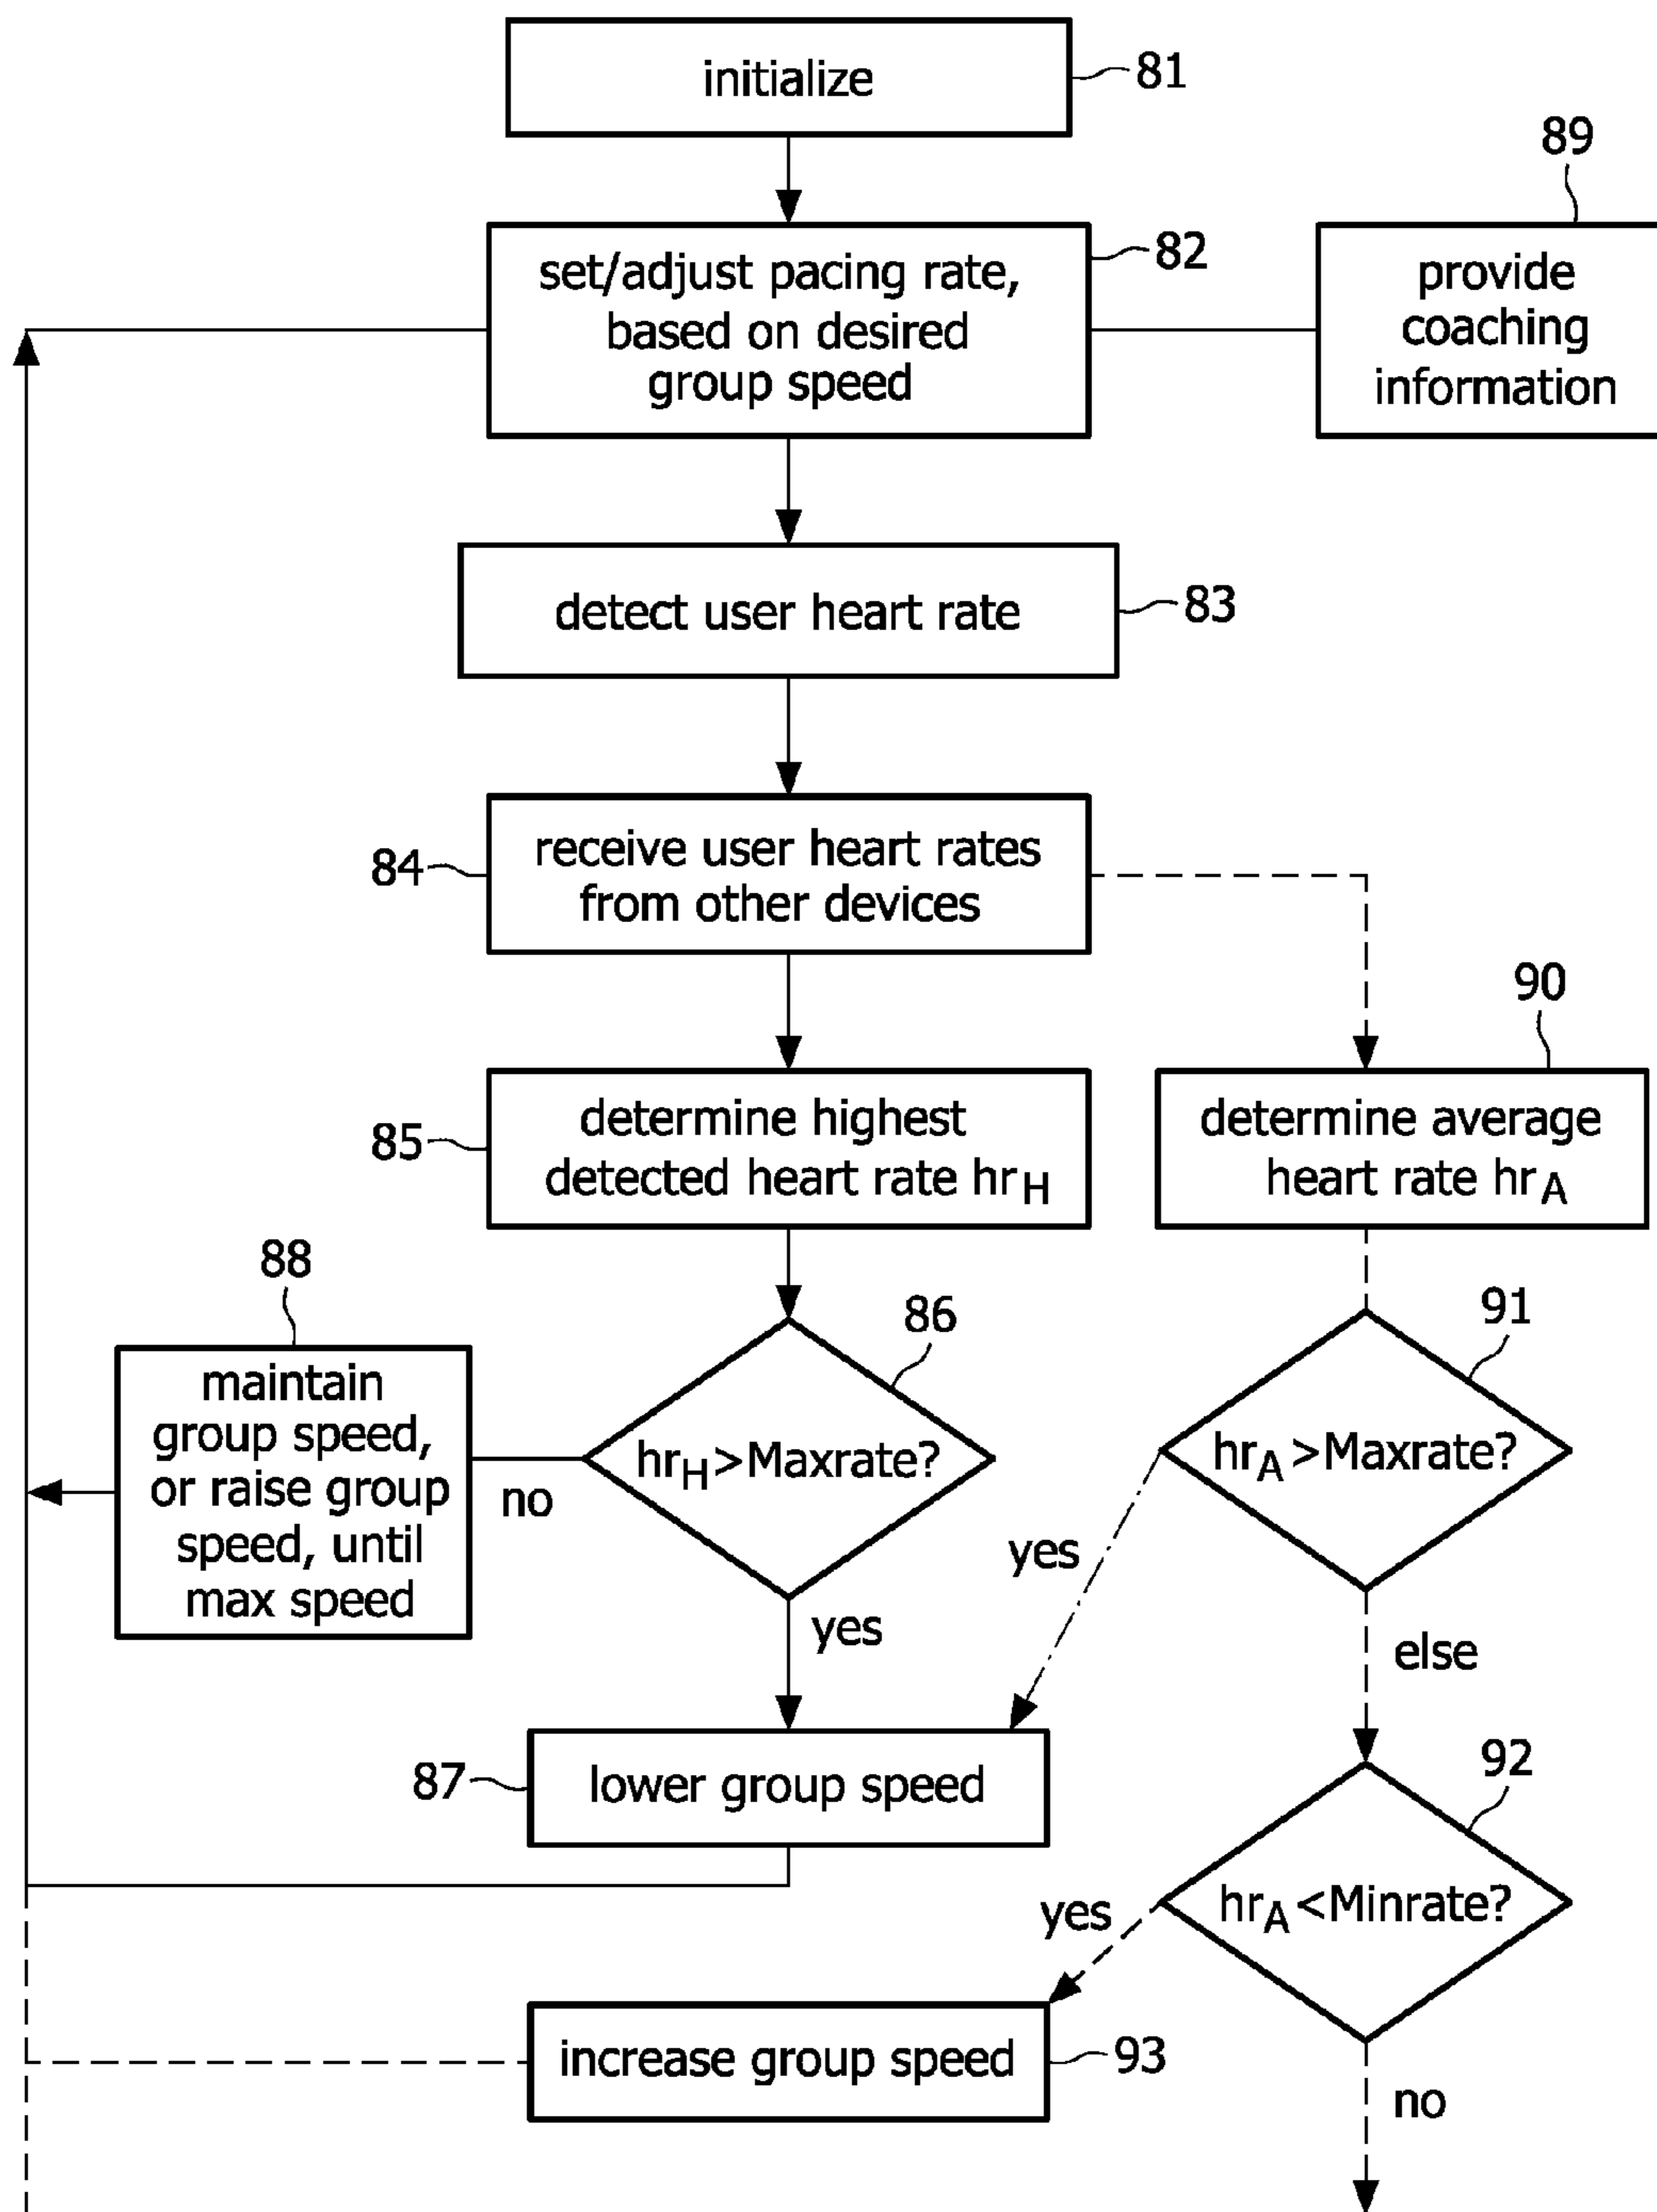 initialize
81
89
set/adjust pacing rate,
based on desired
group speed
82
provide
coaching
information
detect user heart rate
83
84
receive user heart rates
from other devices
90
85
determine highest
detected heart rate hrH
determine average
heart rate hrA
88
maintain
group speed,
or raise group
speed, until
max speed
86
hrH>Maxrate?
no
yes
91
hrA>Maxrate?
yes
else
87
lower group speed
92
hrA<Minrate?
yes
no
increase group speed
93